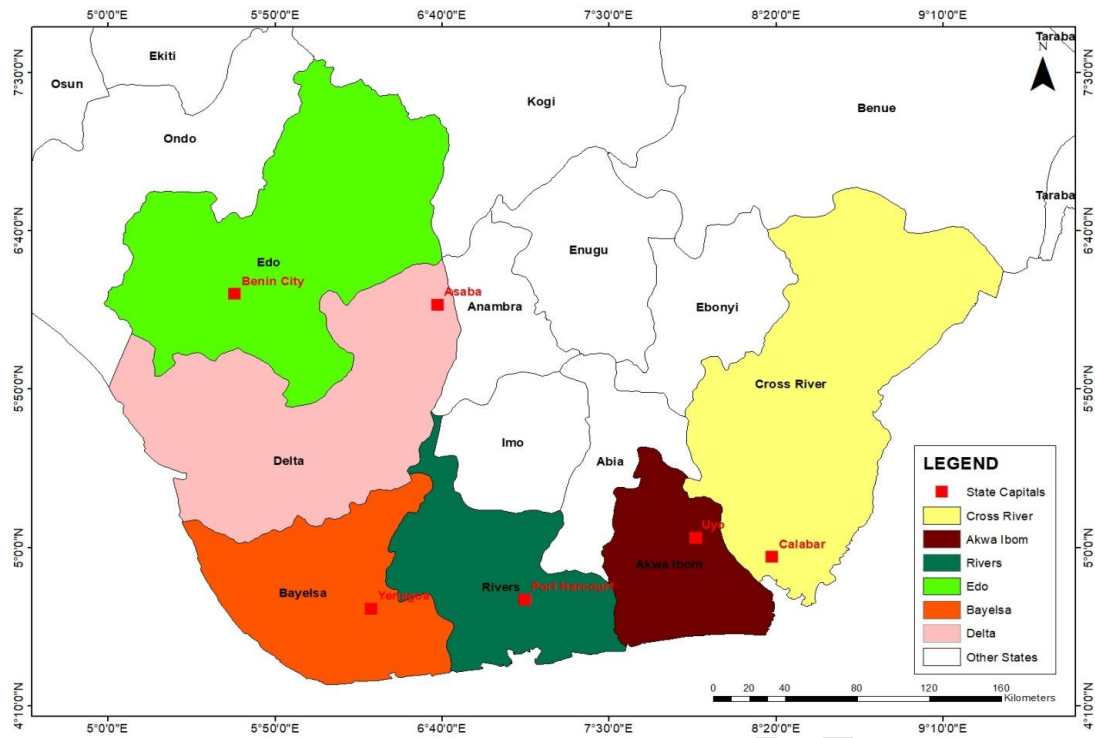 5°0'0"E 5°50'0"E 6°40'0"E 7°30'0"E 8°20'0"E 9°10'0"E
7°30'0"N
6°40'0"N
5°50'0"N
5°0'0"N
4°10'0"N
Taraba
N
Ekiti
Osun
Kogi
Benue
Ondo
Taraba
Enugu
Edo
Benin City
Asaba
Anambra
Ebonyi
Cross River
Imo
Delta
Abia
Uyo
Calabar
Akwa Ibom
Bayelsa
Yenagoa
Rivers
Port Harcourt
LEGEND
State Capitals
Cross River
Akwa Ibom
Rivers
Edo
Bayelsa
Delta
Other States
0 20 40 80 120 160
Kilometers
7°30'0"N
6°40'0"N
5°50'0"N
5°0'0"N
4°10'0"N
5°0'0"E 5°50'0"E 6°40'0"E 7°30'0"E 8°20'0"E 9°10'0"E